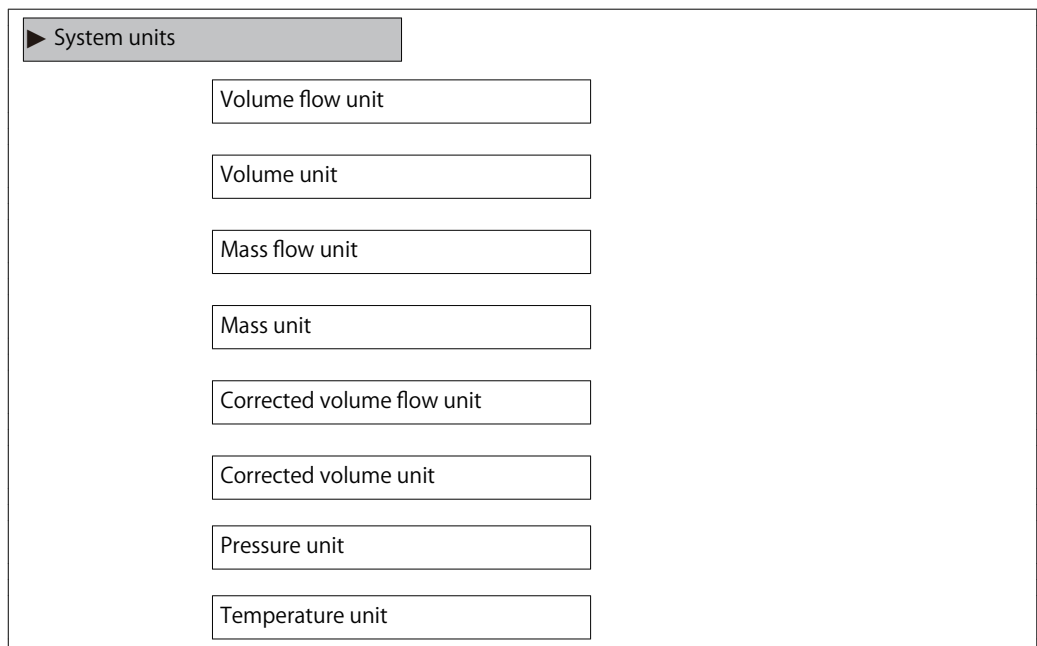 ► System units
Volume flow unit
Volume unit
Mass flow unit
Mass unit
Corrected volume flow unit
Corrected volume unit
Pressure unit
Temperature unit